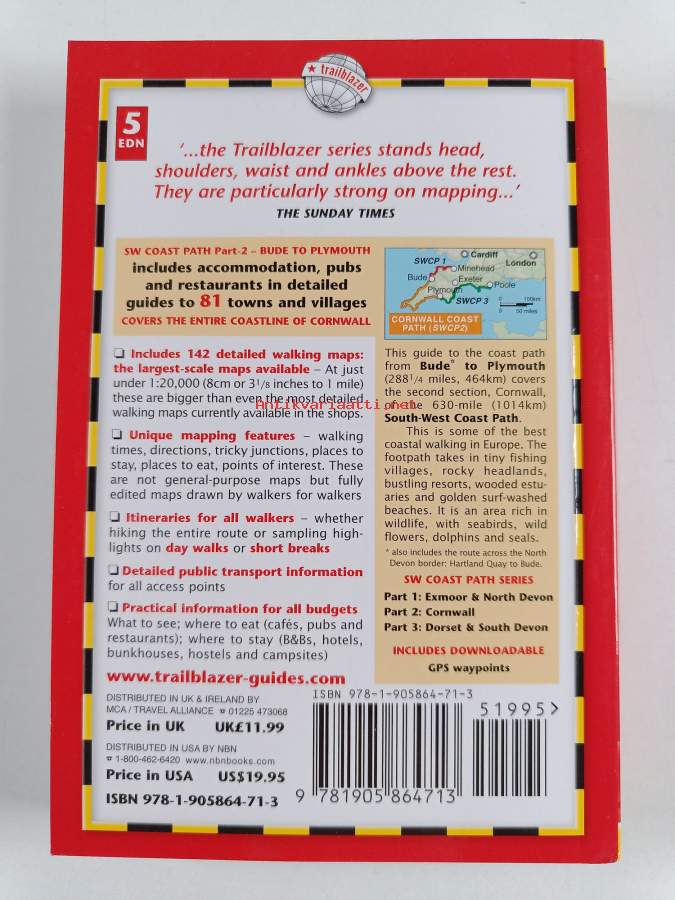 ★ trailblazer
5
EDN
'...the Trailblazer series stands head,
shoulders, waist and ankles above the rest.
They are particularly strong on mapping...'
THE SUNDAY TIMES
SW COAST PATH Part-2 – BUDE TO PLYMOUTH
includes accommodation, pubs
and restaurants in detailed
guides to 81 towns and villages
COVERS THE ENTIRE COASTLINE OF CORNWALL
Cardiff
London
SWCP 1
Minehead
Bude
Exeter
Plymouth
Poole
SWCP 3
0 100km
0 50 miles
CORNWALL COAST
PATH (SWCP2)
❏ Includes 142 detailed walking maps:
the largest-scale maps available – At just
under 1:20,000 (8cm or 3 1/8 inches to 1 mile)
these are bigger than even the most detailed
walking maps currently available in the shops.
❏ Unique mapping features – walking
times, directions, tricky junctions, places to
stay, places to eat, points of interest. These
are not general-purpose maps but fully
edited maps drawn by walkers for walkers
❏ Itineraries for all walkers – whether
hiking the entire route or sampling high-
lights on day walks or short breaks
❏ Detailed public transport information
for all access points
❏ Practical information for all budgets
What to see; where to eat (cafés, pubs and
restaurants); where to stay (B&Bs, hotels,
bunkhouses, hostels and campsites)
www.trailblazer-guides.com
This guide to the coast path
from Bude* to Plymouth
(288 1/4 miles, 464km) covers
the second section, Cornwall,
of the 630-mile (1014km)
South-West Coast Path.
This is some of the best
coastal walking in Europe. The
footpath takes in tiny fishing
villages, rocky headlands,
bustling resorts, wooded estu-
aries and golden surf-washed
beaches. It is an area rich in
wildlife, with seabirds, wild
flowers, dolphins and seals.
* also includes the route across the North
Devon border: Hartland Quay to Bude.
SW COAST PATH SERIES
Part 1: Exmoor & North Devon
Part 2: Cornwall
Part 3: Dorset & South Devon
INCLUDES DOWNLOADABLE
GPS waypoints
Antikvariaatti.net
DISTRIBUTED IN UK & IRELAND BY
MCA / TRAVEL ALLIANCE ☎ 01225 473068
Price in UK UK£11.99
DISTRIBUTED IN USA BY NBN
☎ 1-800-462-6420 www.nbnbooks.com
Price in USA US$19.95
ISBN 978-1-905864-71-3
ISBN 978-1-905864-71-3
51995>
9 781905 864713